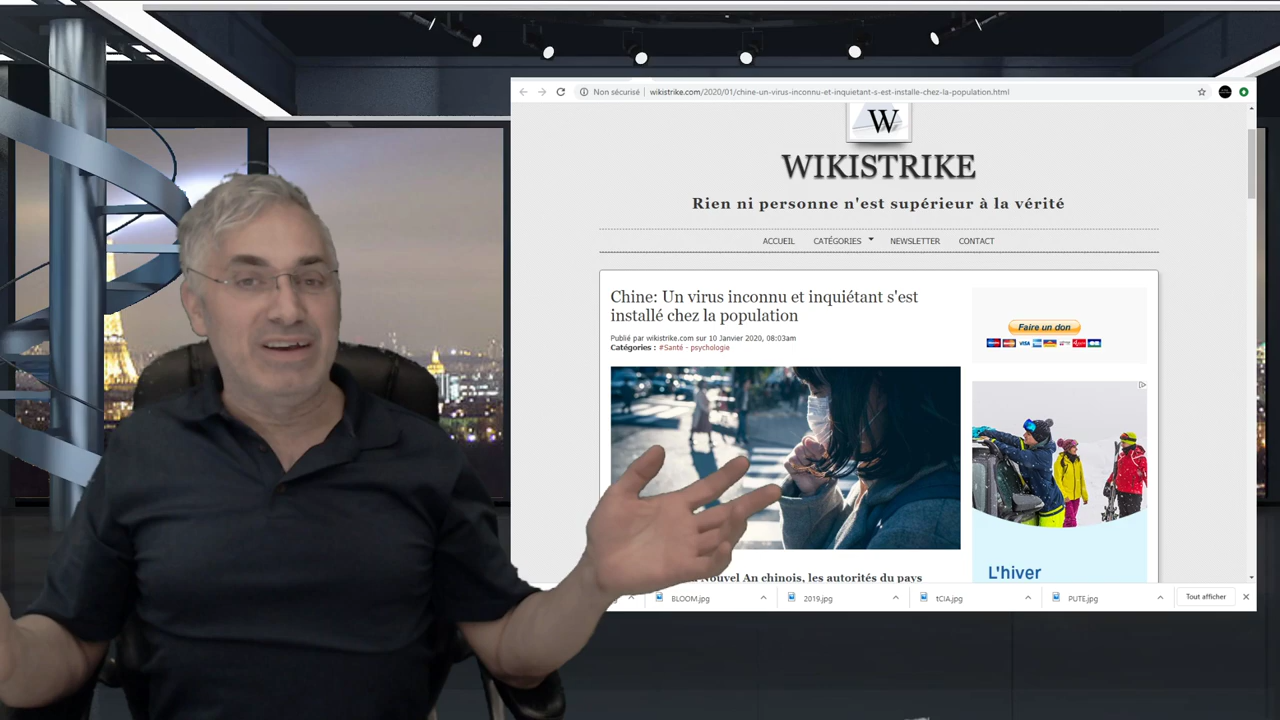 Non sécurisé
wikistrike.com/2020/01/chine-un-virus-inconnu-et-inquietant-s-est-installe-chez-la-population.html
W
WIKISTRIKE
Rien ni personne n'est supérieur à la vérité
ACCUEIL CATÉGORIES NEWSLETTER CONTACT
Chine: Un virus inconnu et inquiétant s'est
installé chez la population
Publié par wikistrike.com sur 10 Janvier 2020, 08:03am
Catégories : #Santé - psychologie
Faire un don
VISA
L'hiver
Nouvel An chinois, les autorités du pays
BLOOM.jpg
2019.jpg
tCIA.jpg
PUTE.jpg
Tout afficher